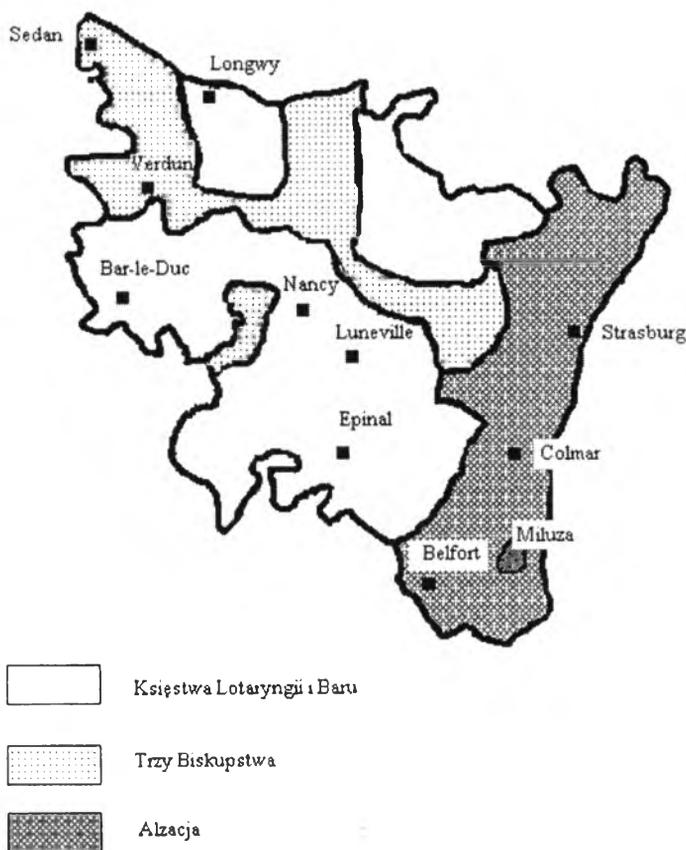 Sedan
Longwy
Verdun
Bar-le-Duc
Nancy
Luneville
Strasburg
Epinal
Colmar
Miluza
Belfort
Księstwa Lotaryngii i Baru
Trzy Biskupstwa
Alzacja